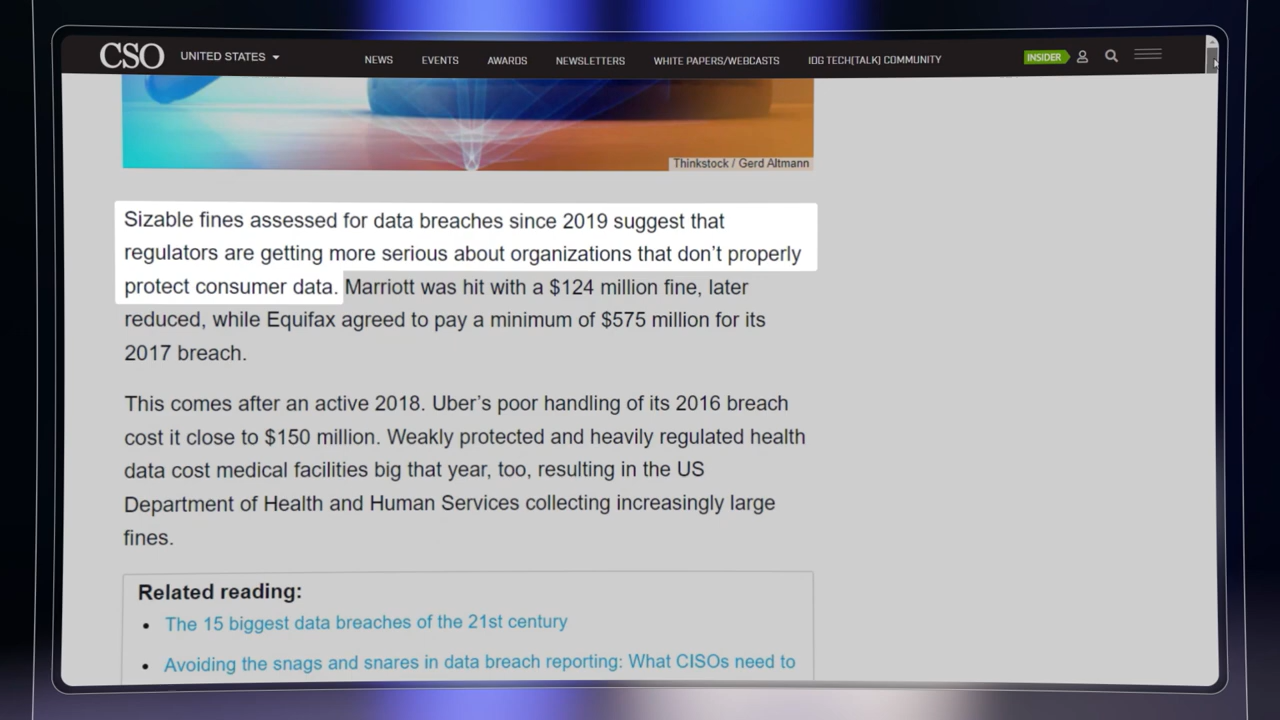 CSO UNITED STATES NEWS EVENTS AWARDS NEWSLETTERS WHITE PAPERS/WEBCASTS IDG TECH(TALK) COMMUNITY INSIDER
Thinkstock / Gerd Altmann
Sizable fines assessed for data breaches since 2019 suggest that
regulators are getting more serious about organizations that don’t properly
protect consumer data. Marriott was hit with a $124 million fine, later
reduced, while Equifax agreed to pay a minimum of $575 million for its
2017 breach.
This comes after an active 2018. Uber’s poor handling of its 2016 breach
cost it close to $150 million. Weakly protected and heavily regulated health
data cost medical facilities big that year, too, resulting in the US
Department of Health and Human Services collecting increasingly large
fines.
Related reading:
• The 15 biggest data breaches of the 21st century
• Avoiding the snags and snares in data breach reporting: What CISOs need to